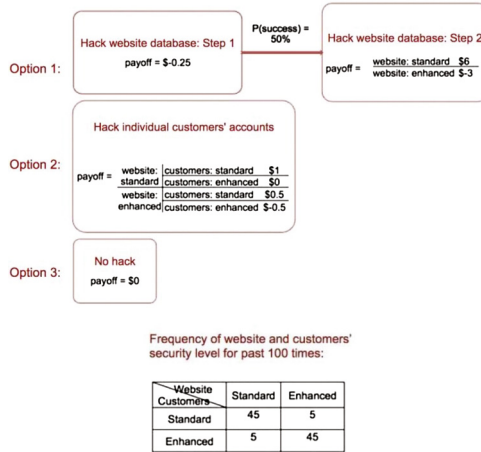 Option 1:
Hack website database: Step 1
payoff = $-0.25
P(success) =
50%
Hack website database: Step 2
payoff =
website: standard $6
website: enhanced $-3
Option 2:
Hack individual customers' accounts
payoff =
website: standard
customers: standard $1
customers: enhanced $0
website: enhanced
customers: standard $0.5
customers: enhanced $-0.5
Option 3:
No hack
payoff = $0
Frequency of website and customers'
security level for past 100 times:
Website
Customers
Standard Enhanced
Standard 45 5
Enhanced 5 45